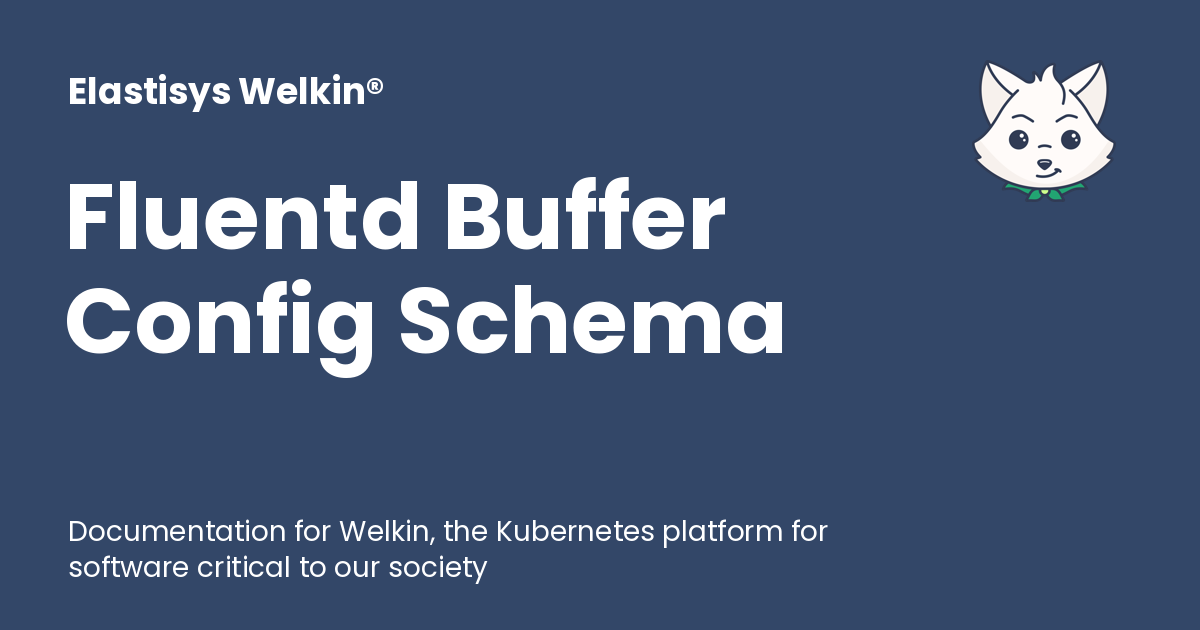 Elastisys Welkin®
Fluentd Buffer
Config Schema
Documentation for Welkin, the Kubernetes platform for
software critical to our society